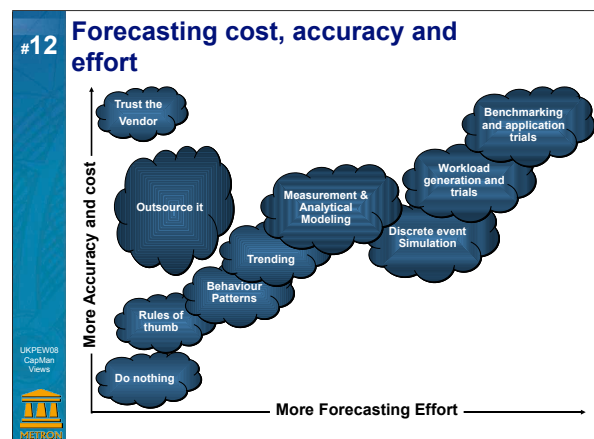 #12
Forecasting cost, accuracy and
effort
Trust the
Vendor
Benchmarking
and application
trials
Outsource it
Measurement &
Analytical
Modeling
Workload
generation and
trials
Discrete event
Simulation
Trending
Behaviour
Patterns
Rules of
thumb
Do nothing
More Accuracy and cost
More Forecasting Effort
UKPEW08
CapMan
Views
METRON